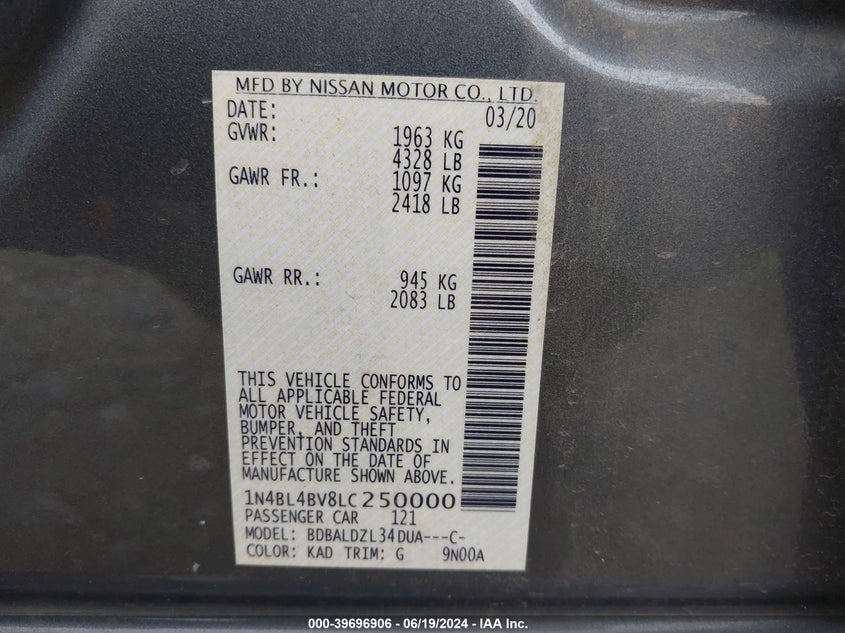 MFD BY NISSAN MOTOR CO., LTD.
DATE: 03/20
GVWR: 1963 KG
4328 LB
GAWR FR.: 1097 KG
2418 LB
GAWR RR.: 945 KG
2083 LB
THIS VEHICLE CONFORMS TO
ALL APPLICABLE FEDERAL
MOTOR VEHICLE SAFETY,
BUMPER, AND THEFT
PREVENTION STANDARDS IN
EFFECT ON THE DATE OF
MANUFACTURE SHOWN ABOVE.
1N4BL4BV8LC250000
PASSENGER CAR 121
MODEL: BDBALDZL34DUA---C-
COLOR: KAD TRIM: G 9N00A
000-39696906 - 06/19/2024 - IAA Inc.